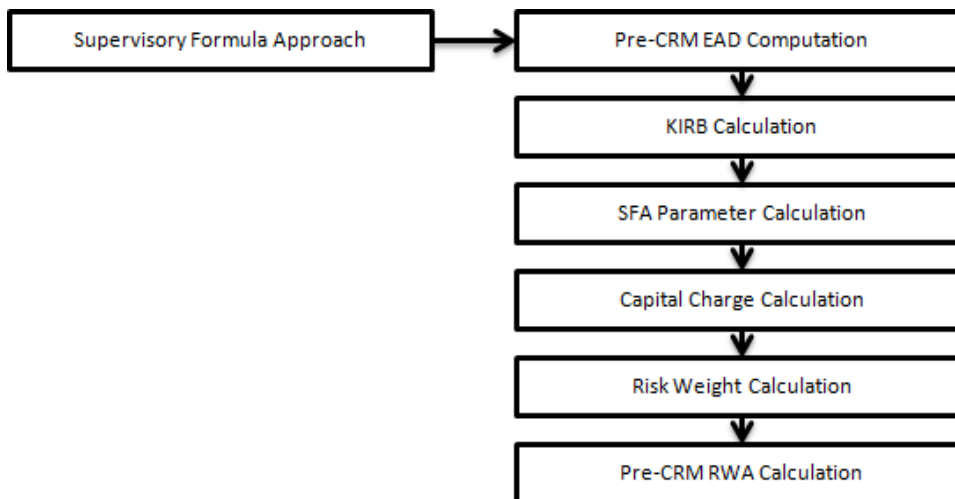 Supervisory Formula Approach
Pre-CRM EAD Computation
KIRB Calculation
SFA Parameter Calculation
Capital Charge Calculation
Risk Weight Calculation
Pre-CRM RWA Calculation